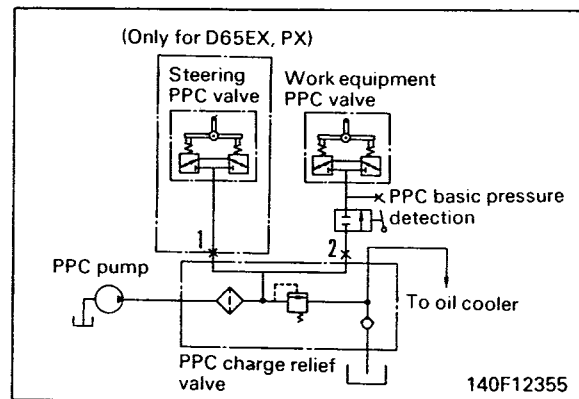 (Only for D65EX, PX)
Steering
PPC valve
Work equipment
PPC valve
PPC basic pressure
detection
1
2
PPC pump
To oil cooler
PPC charge relief
valve
140F12355